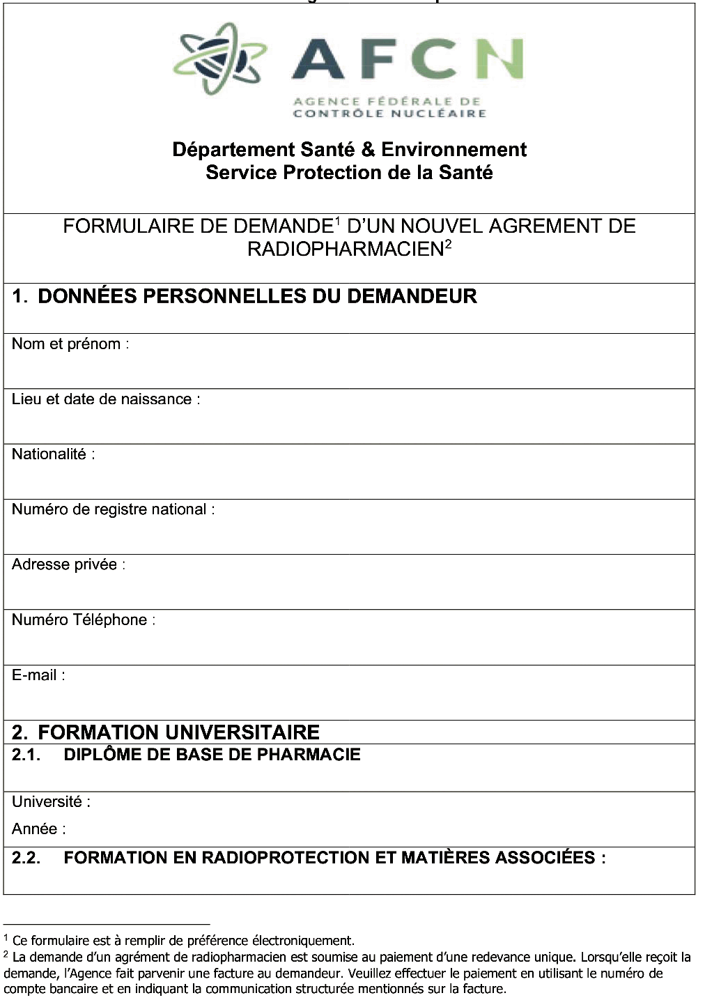 AFCN
AGENCE FÉDÉRALE DE
CONTRÔLE NUCLÉAIRE
Département Santé & Environnement
Service Protection de la Santé
FORMULAIRE DE DEMANDE¹ D’UN NOUVEL AGREMENT DE
RADIOPHARMACIEN²
1. DONNÉES PERSONNELLES DU DEMANDEUR
Nom et prénom :
Lieu et date de naissance :
Nationalité :
Numéro de registre national :
Adresse privée :
Numéro Téléphone :
E-mail :
2. FORMATION UNIVERSITAIRE
2.1. DIPLÔME DE BASE DE PHARMACIE
Université :
Année :
2.2. FORMATION EN RADIOPROTECTION ET MATIÈRES ASSOCIÉES :
¹ Ce formulaire est à remplir de préférence électroniquement.
² La demande d’un agrément de radiopharmacien est soumise au paiement d’une redevance unique. Lorsqu’elle reçoit la
demande, l’Agence fait parvenir une facture au demandeur. Veuillez effectuer le paiement en utilisant le numéro de
compte bancaire et en indiquant la communication structurée mentionnés sur la facture.